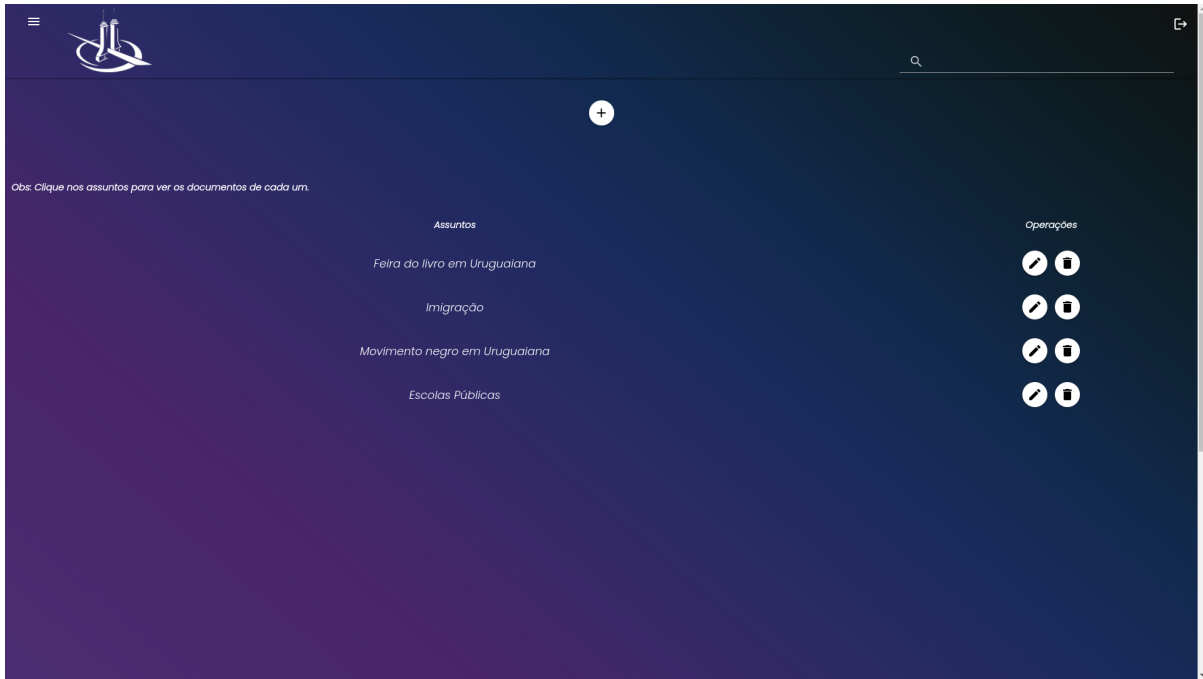 Obs: Clique nos assuntos para ver os documentos de cada um.
Assuntos Operações
Feira do livro em Uruguaiana
Imigração
Movimento negro em Uruguaiana
Escolas Públicas